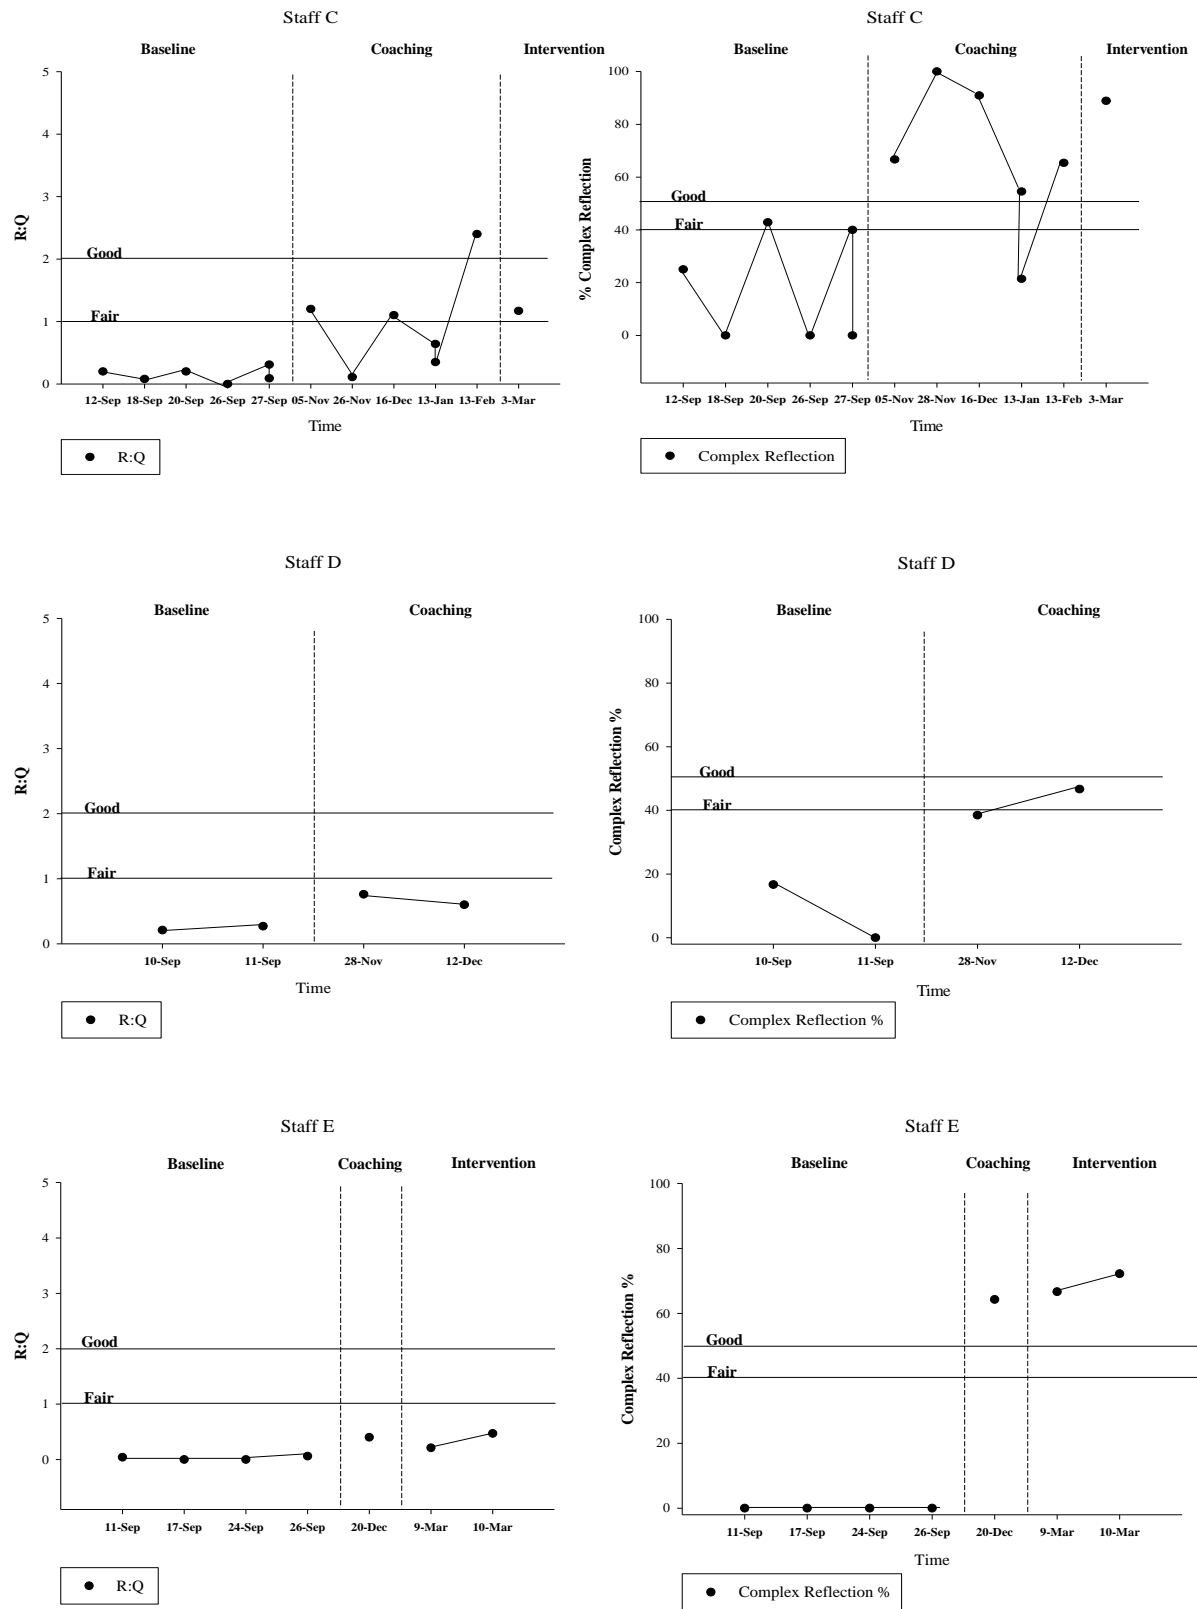 Staff C
Baseline Coaching Intervention
5
4
3
2
1
0
R:Q
Good
Fair
12-Sep 18-Sep 20-Sep 26-Sep 27-Sep 05-Nov 26-Nov 16-Dec 13-Jan 13-Feb 3-Mar
Time
R:Q
Staff C
Baseline Coaching Intervention
100
80
60
40
20
0
% Complex Reflection
Good
Fair
12-Sep 18-Sep 20-Sep 26-Sep 27-Sep 05-Nov 28-Nov 16-Dec 13-Jan 13-Feb 3-Mar
Time
Complex Reflection
Staff D
Baseline Coaching
5
4
3
2
1
0
R:Q
Good
Fair
10-Sep 11-Sep 28-Nov 12-Dec
Time
R:Q
Staff D
Baseline Coaching
100
80
60
40
20
0
Complex Reflection %
Good
Fair
10-Sep 11-Sep 28-Nov 12-Dec
Time
Complex Reflection %
Staff E
Baseline Coaching Intervention
5
4
3
2
1
0
R:Q
Good
Fair
11-Sep 17-Sep 24-Sep 26-Sep 20-Dec 9-Mar 10-Mar
R:Q
Staff E
Baseline Coaching Intervention
100
80
60
40
20
0
Complex Reflection %
Good
Fair
11-Sep 17-Sep 24-Sep 26-Sep 20-Dec 9-Mar 10-Mar
Time
Complex Reflection %